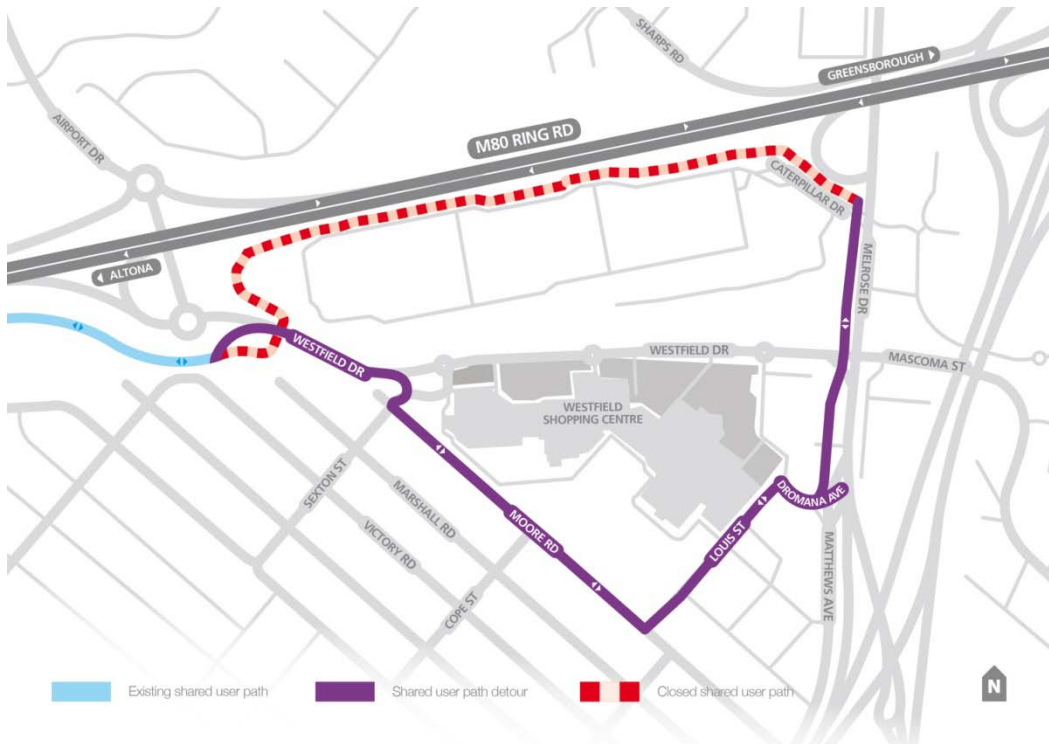 SHARPS RD
GREENSBOROUGH
AIRPORT DR
M80 RING RD
CATERPILLAR DR
ALTONA
MELROSE DR
WESTFIELD DR
WESTFIELD DR
MASCOMA ST
WESTFIELD
SHOPPING CENTRE
SEXTON ST
MARSHALL RD
VICTORY RD
MOORE RD
COPE ST
LOUIS ST
DROMANA AVE
MATTHEWS AVE
Existing shared user path
Shared user path detour
Closed shared user path
N